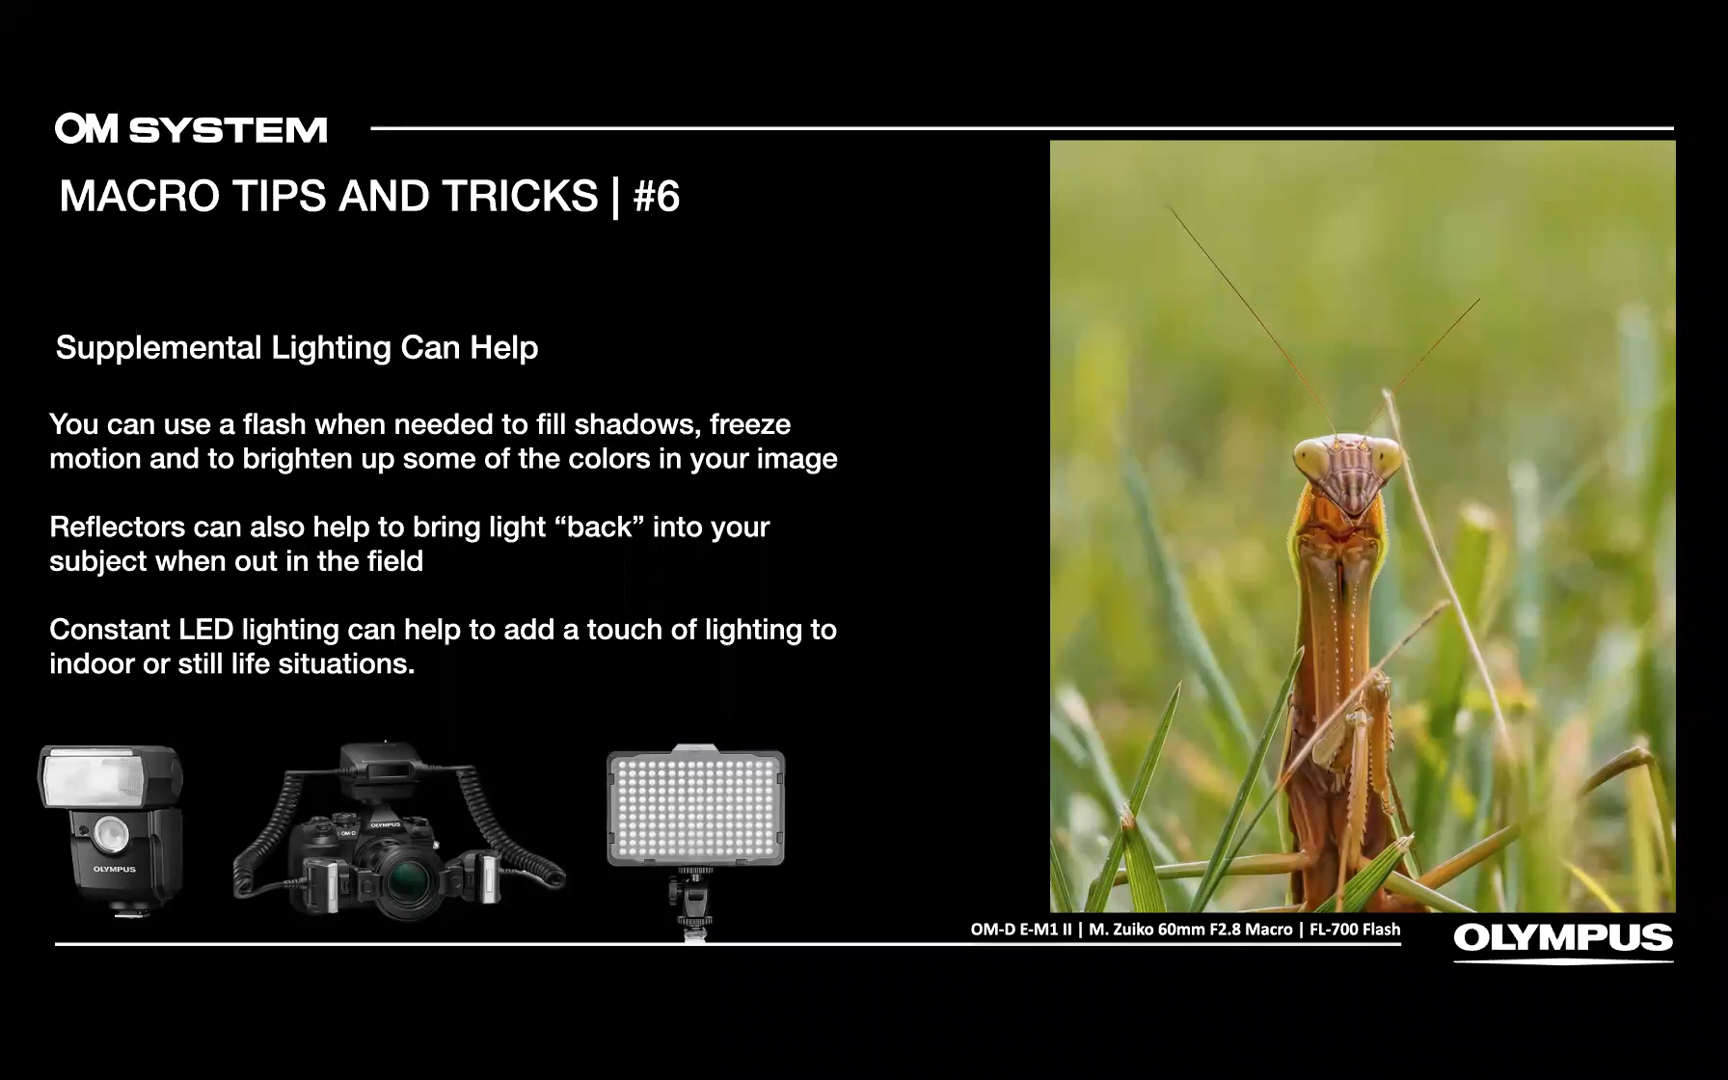 OM SYSTEM
MACRO TIPS AND TRICKS | #6
Supplemental Lighting Can Help
You can use a flash when needed to fill shadows, freeze
motion and to brighten up some of the colors in your image
Reflectors can also help to bring light “back” into your
subject when out in the field
Constant LED lighting can help to add a touch of lighting to
indoor or still life situations.
OLYMPUS
OLYMPUS
OM-D
OM-D E-M1 II | M. Zuiko 60mm F2.8 Macro | FL-700 Flash
OLYMPUS